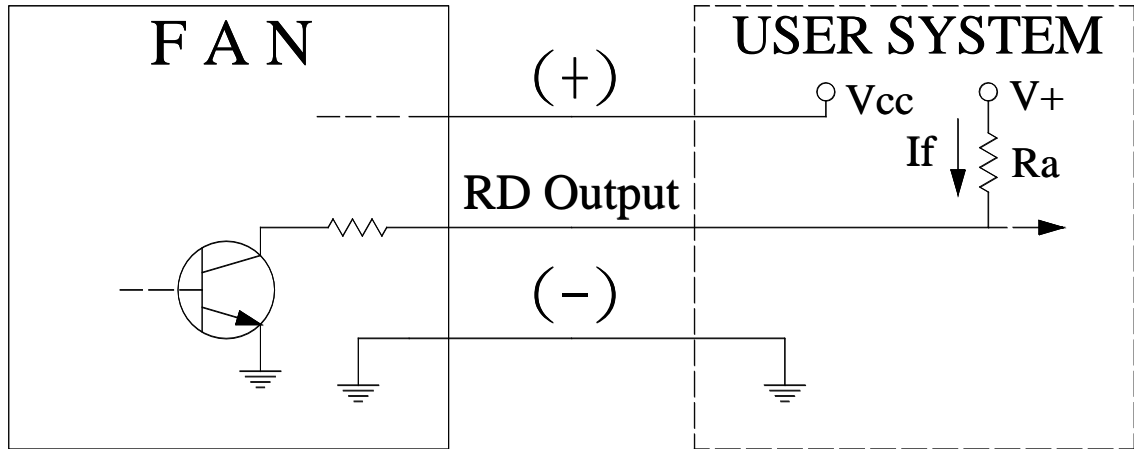 F A N
USER SYSTEM
(+)
Vcc
V+
If
Ra
RD Output
(-)